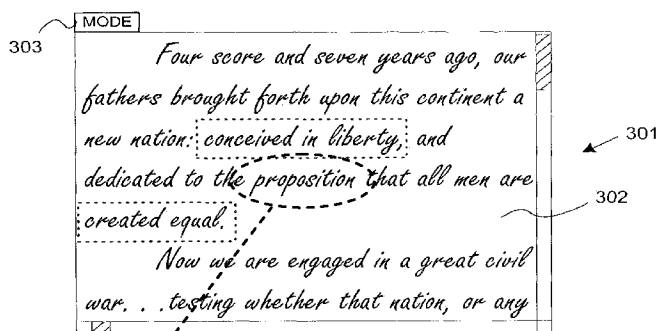 MODE
303
Four score and seven years ago, our
fathers brought forth upon this continent a
new nation: conceived in liberty, and
301
dedicated to the proposition that all men are
302
created equal.
Now we are engaged in a great civil
war. . .testing whether that nation, or any